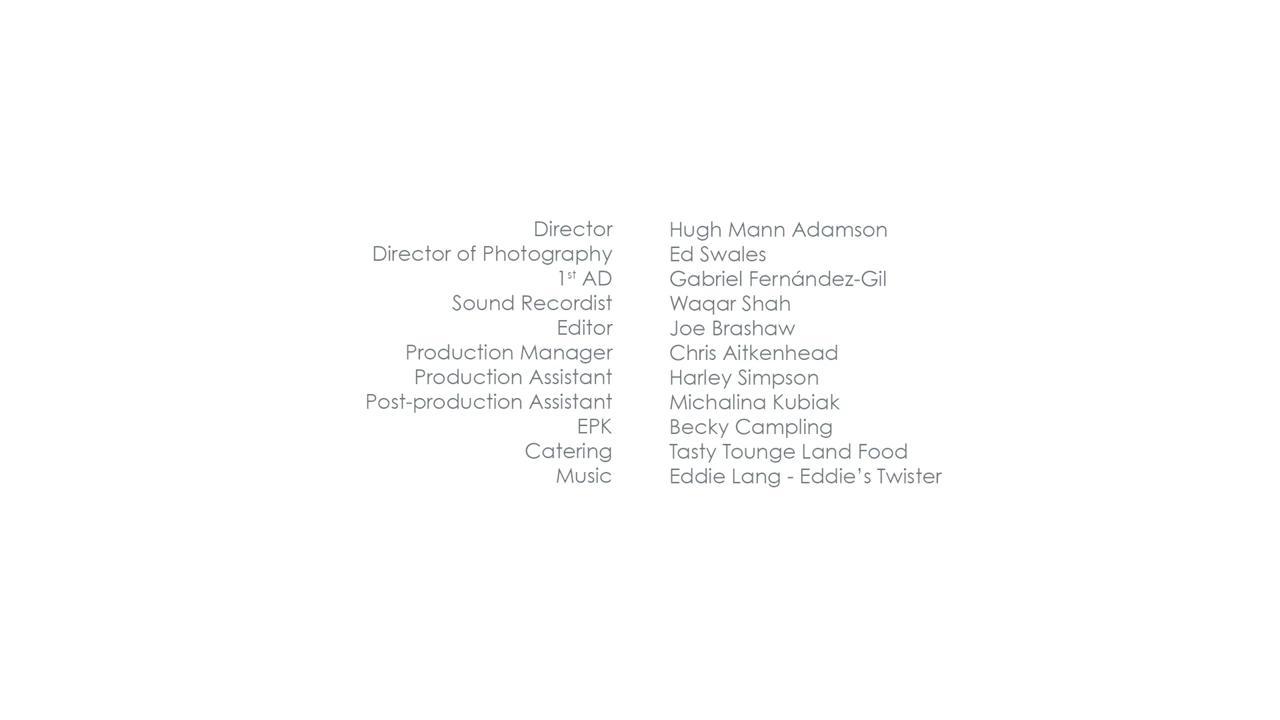 Director Hugh Mann Adamson
Director of Photography Ed Swales
1st AD Gabriel Fernández-Gil
Sound Recordist Waqar Shah
Editor Joe Brashaw
Production Manager Chris Aitkenhead
Production Assistant Harley Simpson
Post-production Assistant Michalina Kubiak
EPK Becky Campling
Catering Tasty Tounge Land Food
Music Eddie Lang - Eddie’s Twister